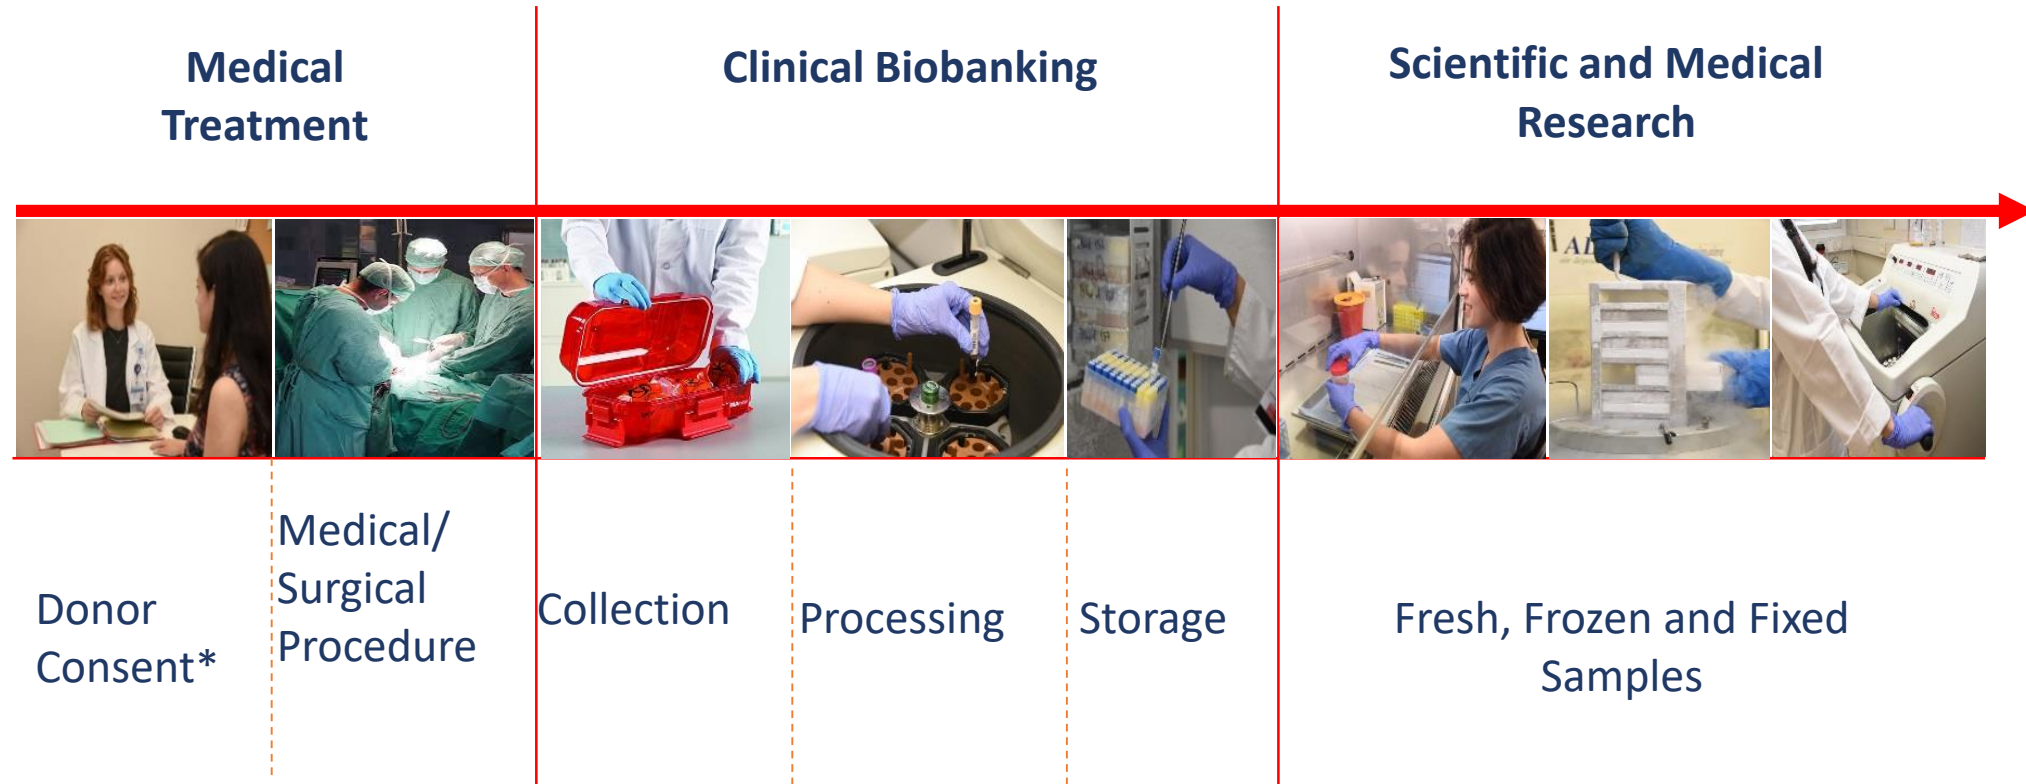 Medical
Treatment
Clinical Biobanking
Scientific and Medical
Research
Donor
Consent*
Medical/
Surgical
Procedure
Collection
Processing
Storage
Fresh, Frozen and Fixed
Samples